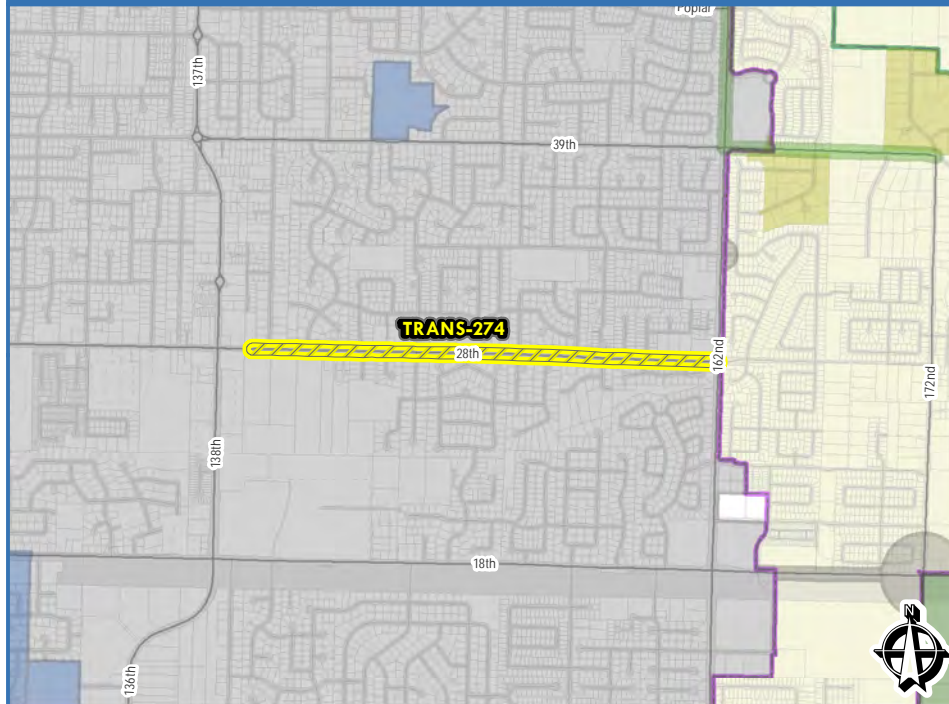 Poplar
137th
39th
TRANS-274
28th
162nd
172nd
138th
18th
136th
N